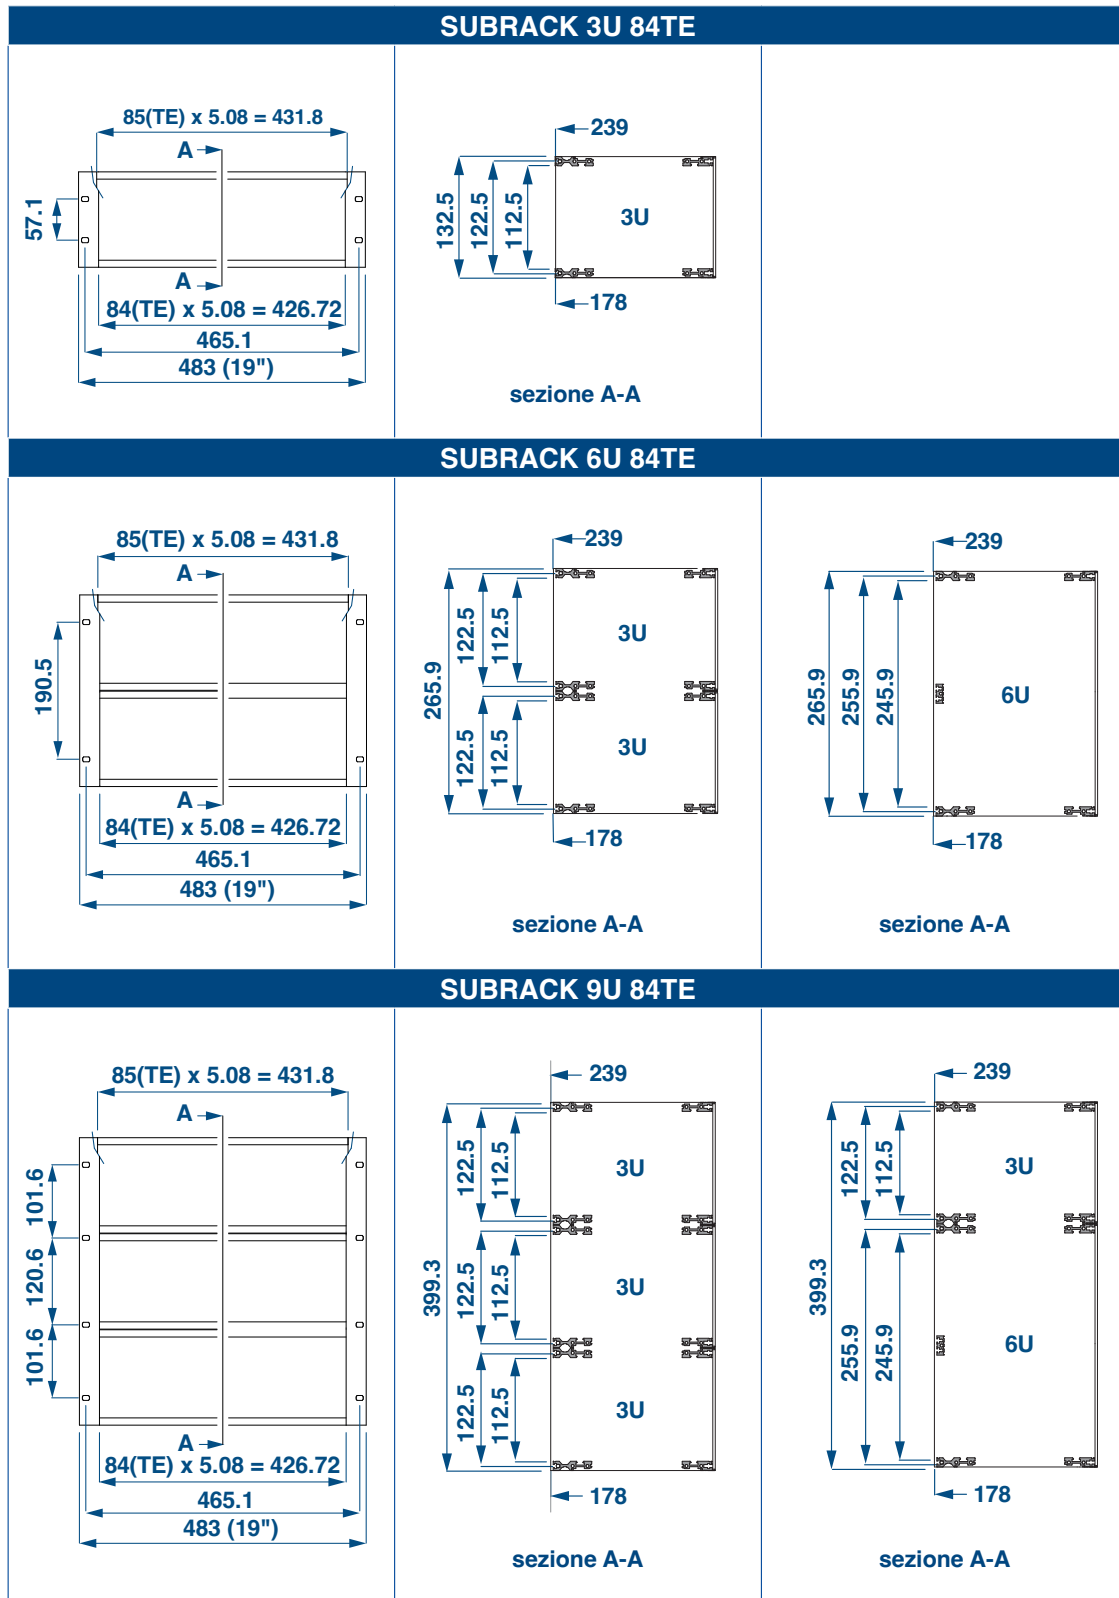 SUBRACK 3U 84TE
85(TE) x 5.08 = 431.8
A
57.1
A
84(TE) x 5.08 = 426.72
465.1
483 (19")
239
132.5
122.5
112.5
3U
178
sezione A-A
SUBRACK 6U 84TE
85(TE) x 5.08 = 431.8
A
190.5
A
84(TE) x 5.08 = 426.72
465.1
483 (19")
239
265.9
122.5
112.5
3U
122.5
112.5
3U
178
sezione A-A
239
265.9
255.9
245.9
6U
178
sezione A-A
SUBRACK 9U 84TE
85(TE) x 5.08 = 431.8
A
101.6
120.6
101.6
A
84(TE) x 5.08 = 426.72
465.1
483 (19")
239
399.3
122.5
112.5
3U
122.5
112.5
3U
122.5
112.5
3U
178
sezione A-A
239
399.3
122.5
112.5
3U
255.9
245.9
6U
178
sezione A-A